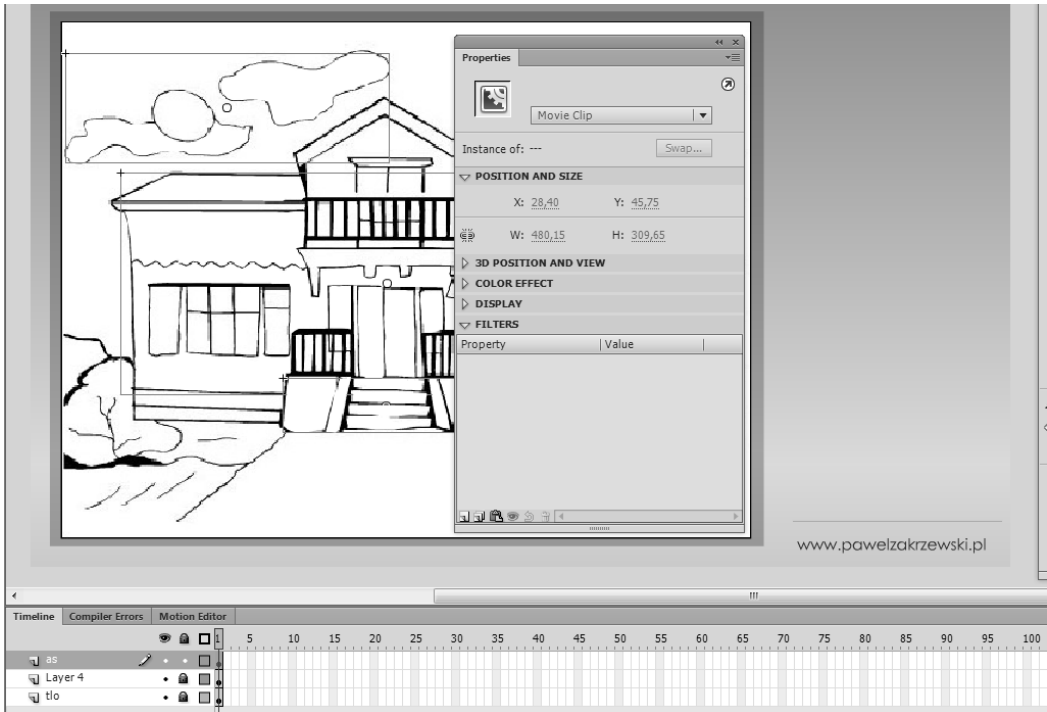 Properties
Movie Clip
Instance of: ---
Swap...
POSITION AND SIZE
X: 28,40 Y: 45,75
W: 480,15 H: 309,65
3D POSITION AND VIEW
COLOR EFFECT
DISPLAY
FILTERS
Property Value
www.pawelzakrzewski.pl
Timeline Compiler Errors Motion Editor
1 5 10 15 20 25 30 35 40 45 50 55 60 65 70 75 80 85 90 95 100
as
Layer 4
tlo